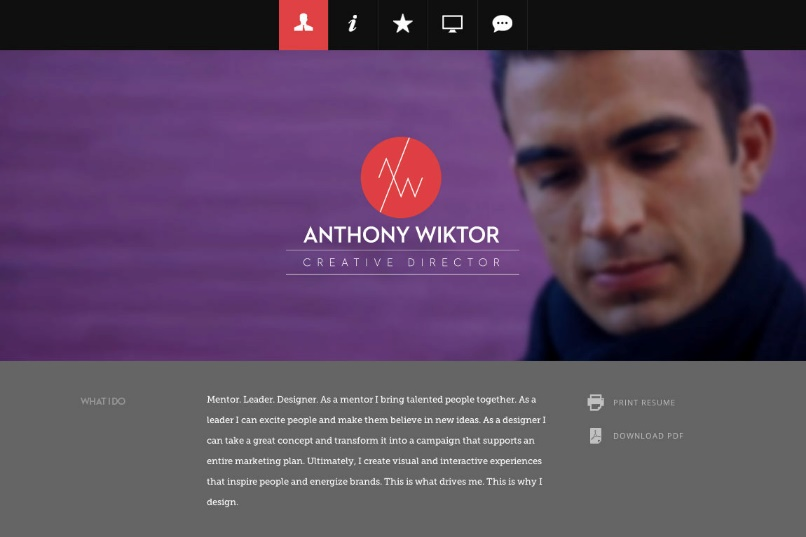 ANTHONY WIKTOR
CREATIVE DIRECTOR
WHAT I DO
Mentor. Leader. Designer. As a mentor I bring talented people together. As a
leader I can excite people and make them believe in new ideas. As a designer I
can take a great concept and transform it into a campaign that supports an
entire marketing plan. Ultimately, I create visual and interactive experiences
that inspire people and energize brands. This is what drives me. This is why I
design.
PRINT RESUME
DOWNLOAD PDF